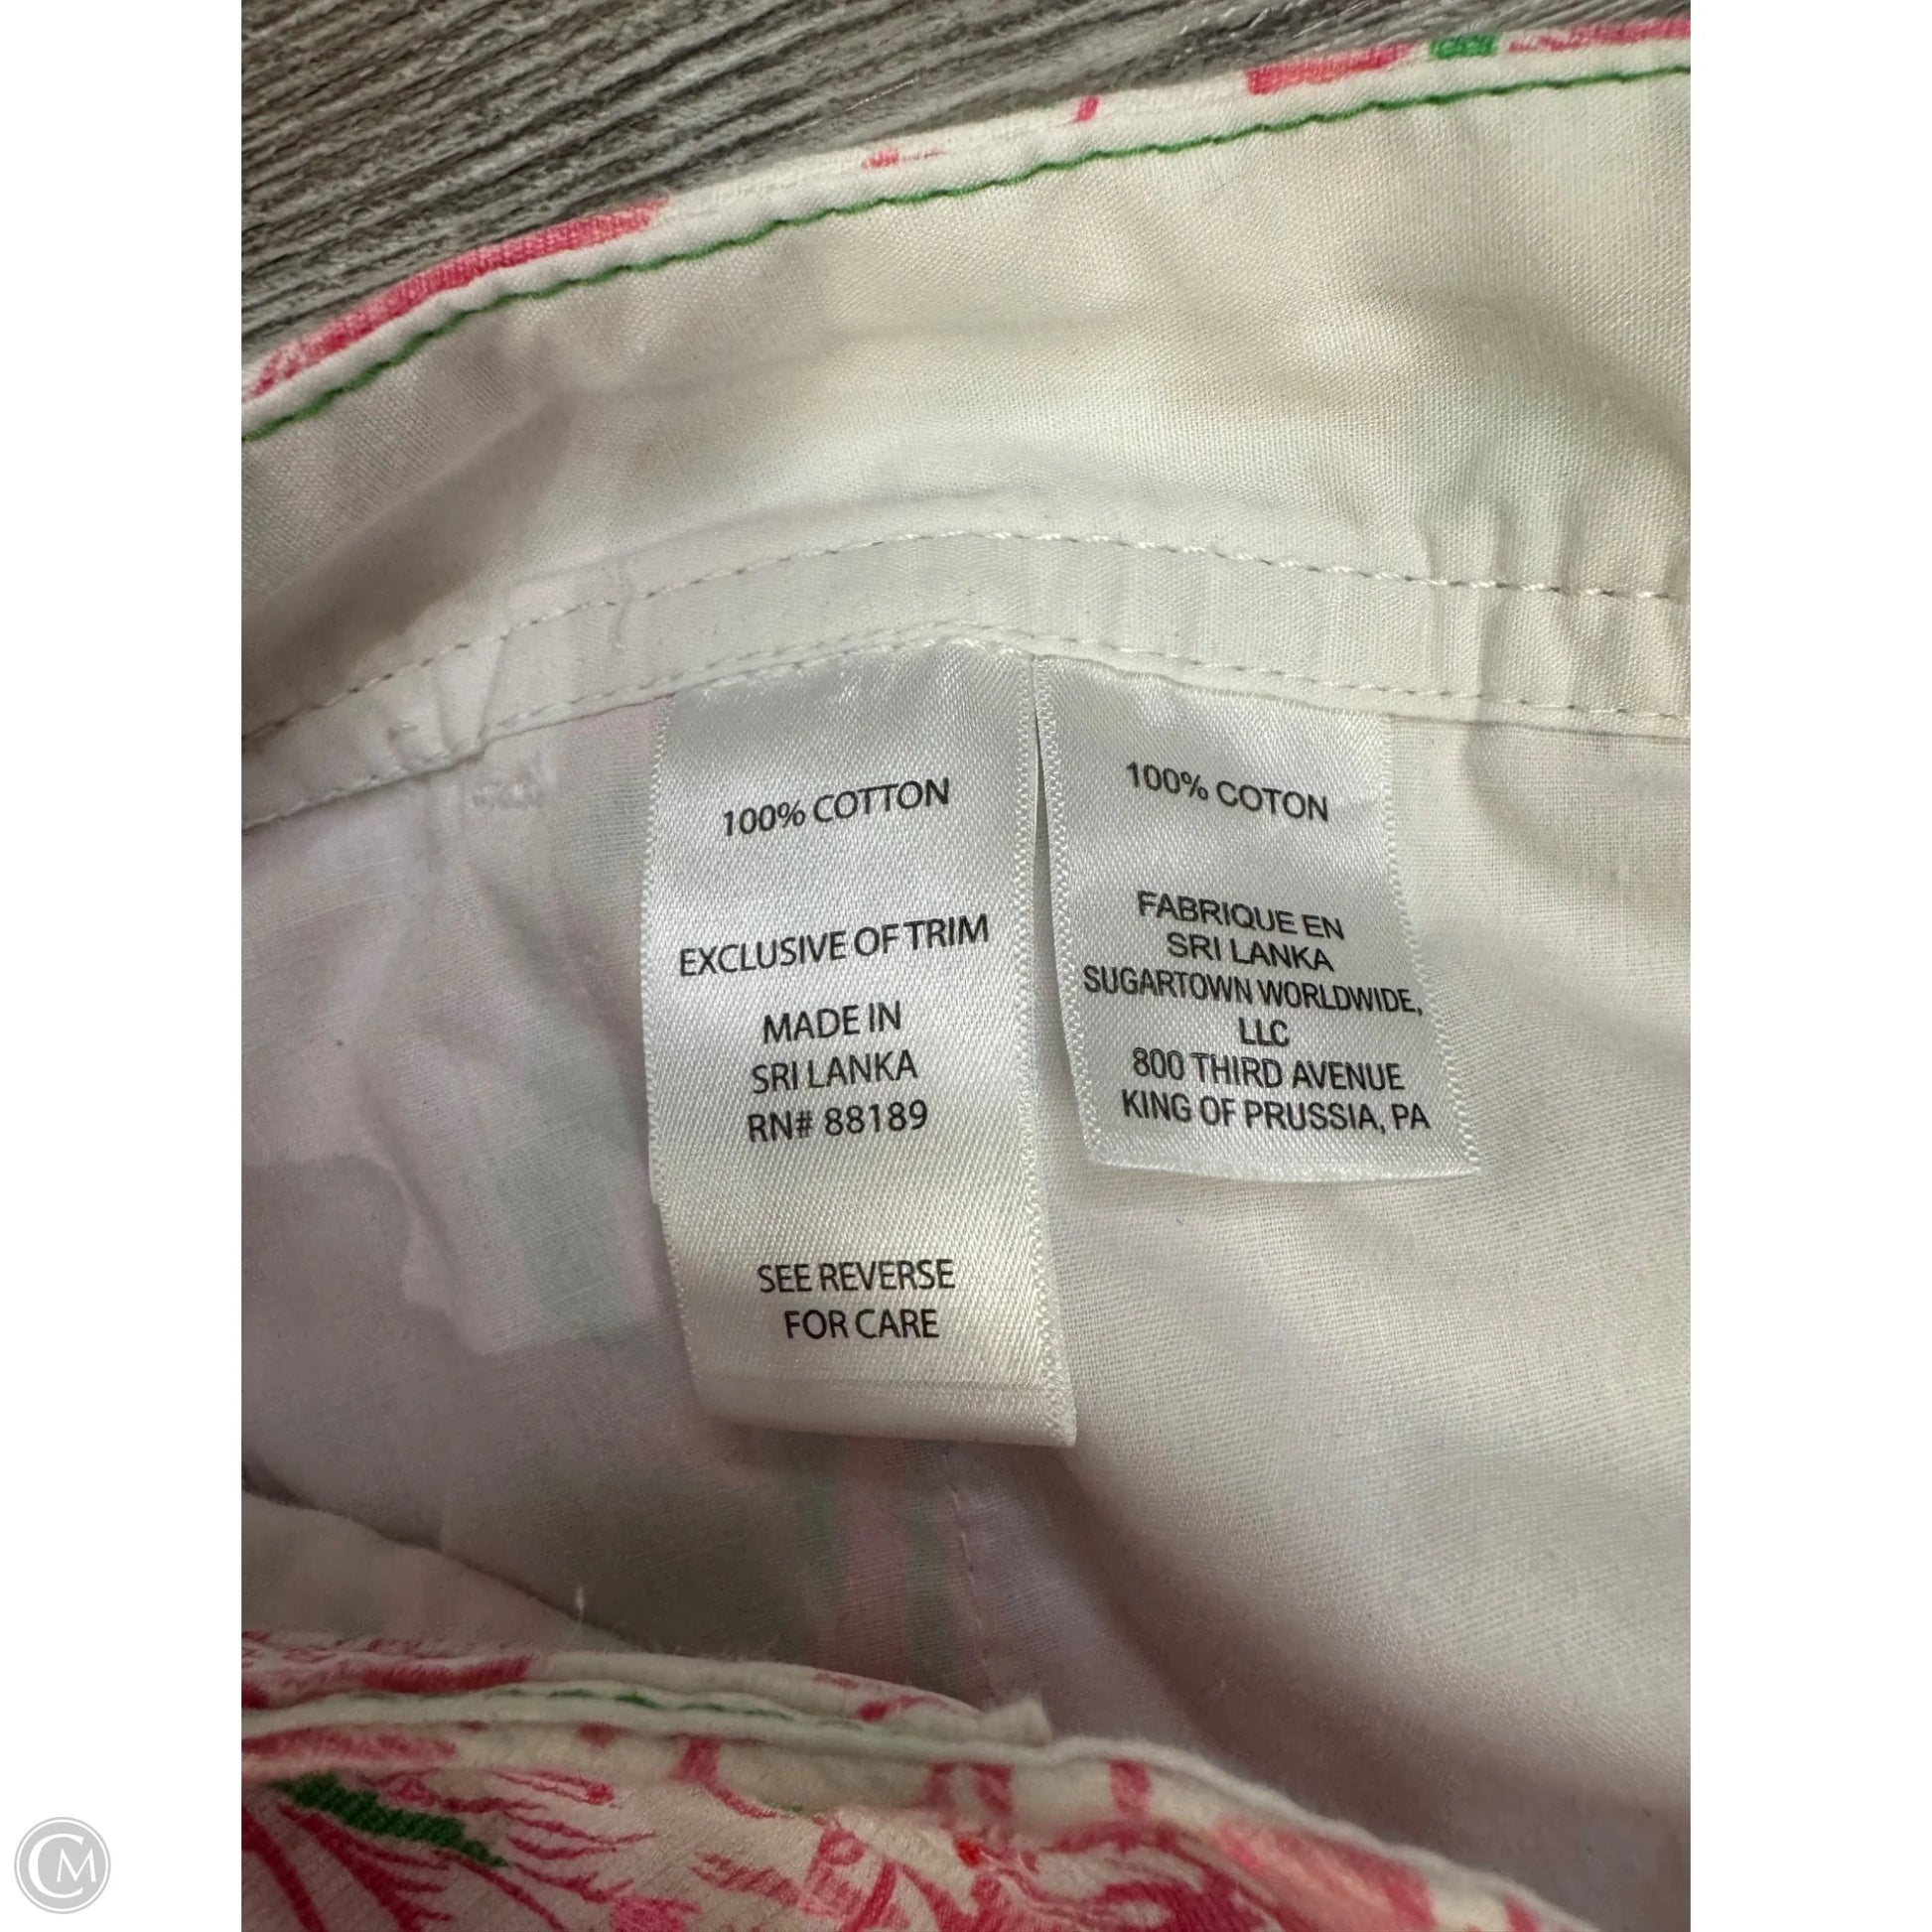 100% COTTON
EXCLUSIVE OF TRIM
MADE IN
SRI LANKA
RN# 88189
SEE REVERSE
FOR CARE
100% COTON
FABRIQUE EN
SRI LANKA
SUGARTOWN WORLDWIDE,
LLC
800 THIRD AVENUE
KING OF PRUSSIA, PA
CM